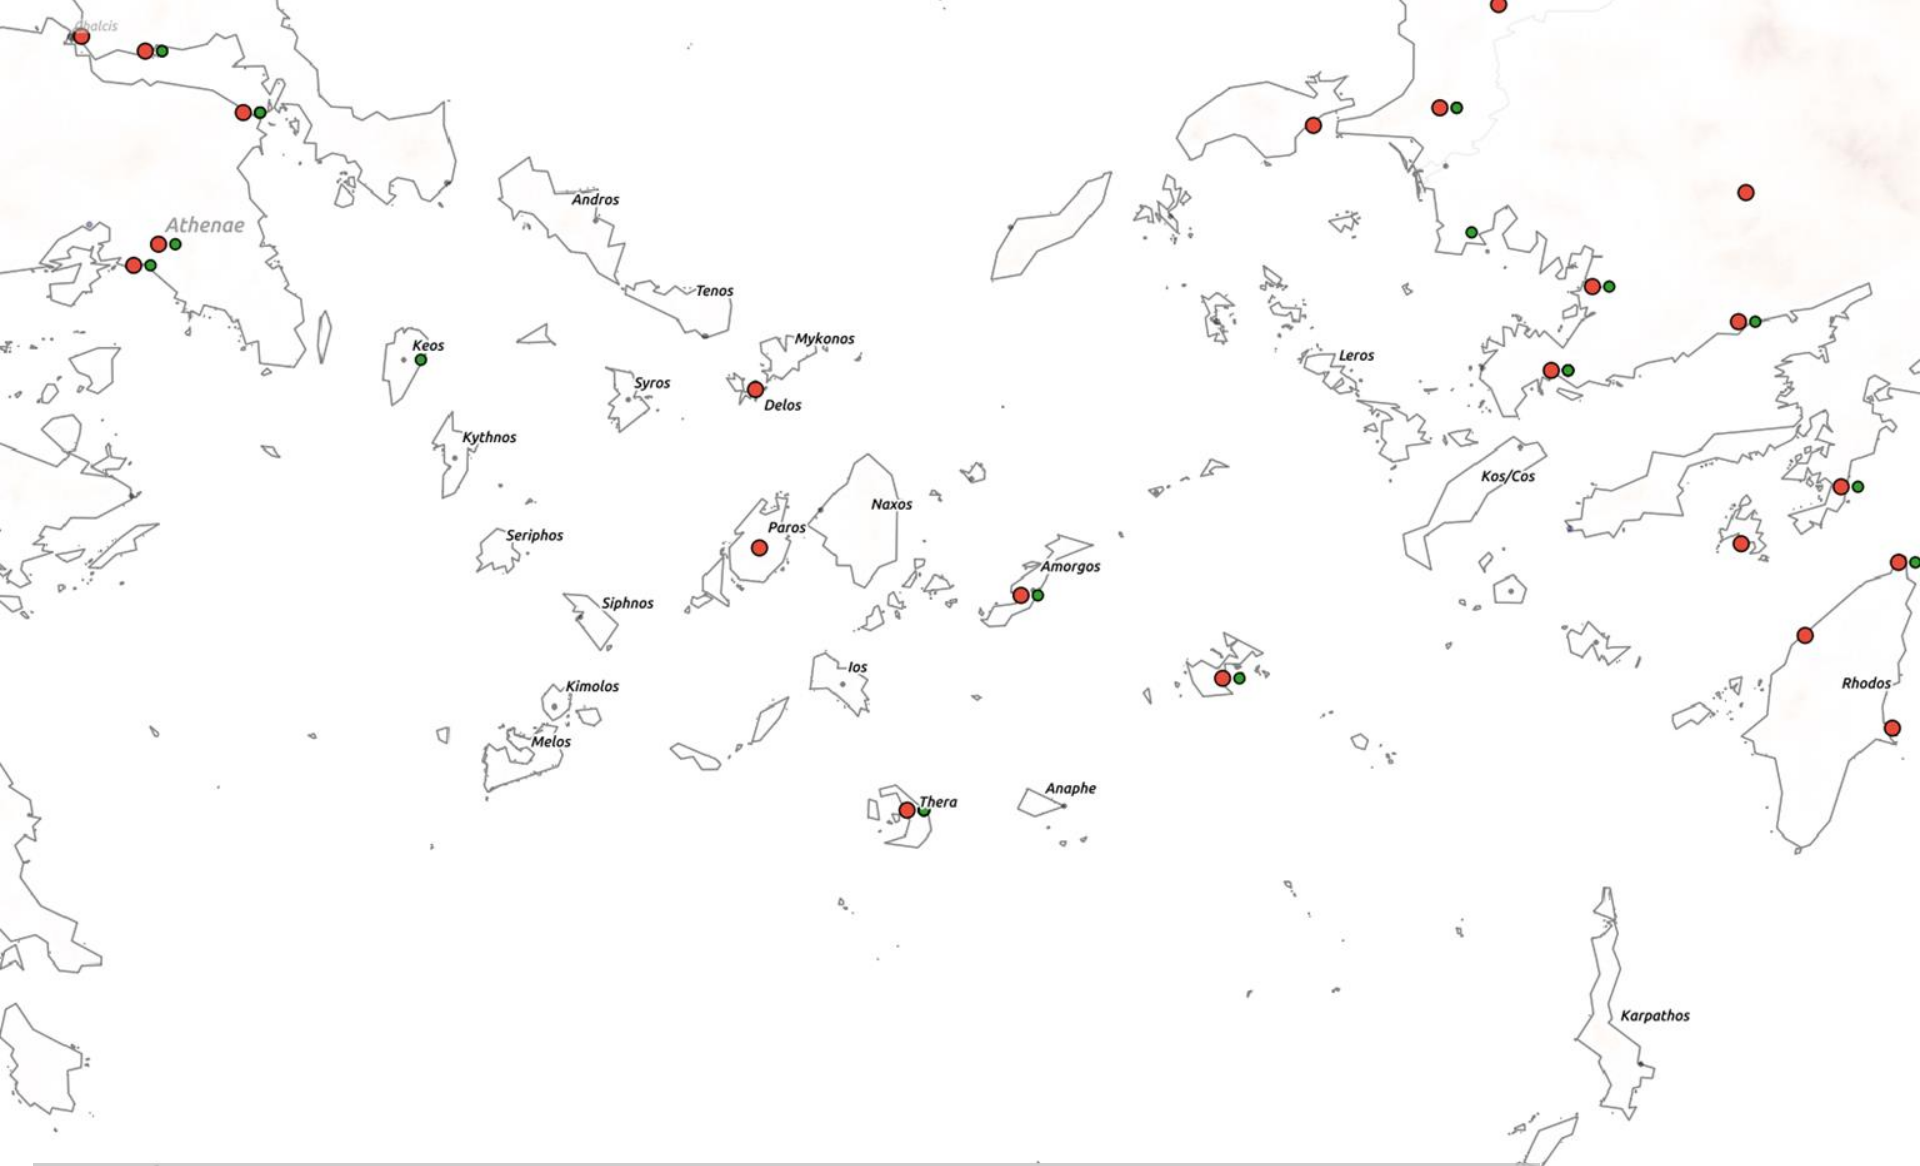 Chalcis
Andros
Athenae
Tenos
Mykonos
Keos
Leros
Syros
Delos
Kythnos
Kos/Cos
Naxos
Paros
Seriphos
Amorgos
Siphnos
Ios
Rhodos
Kimolos
Melos
Anaphe
Thera
Karpathos